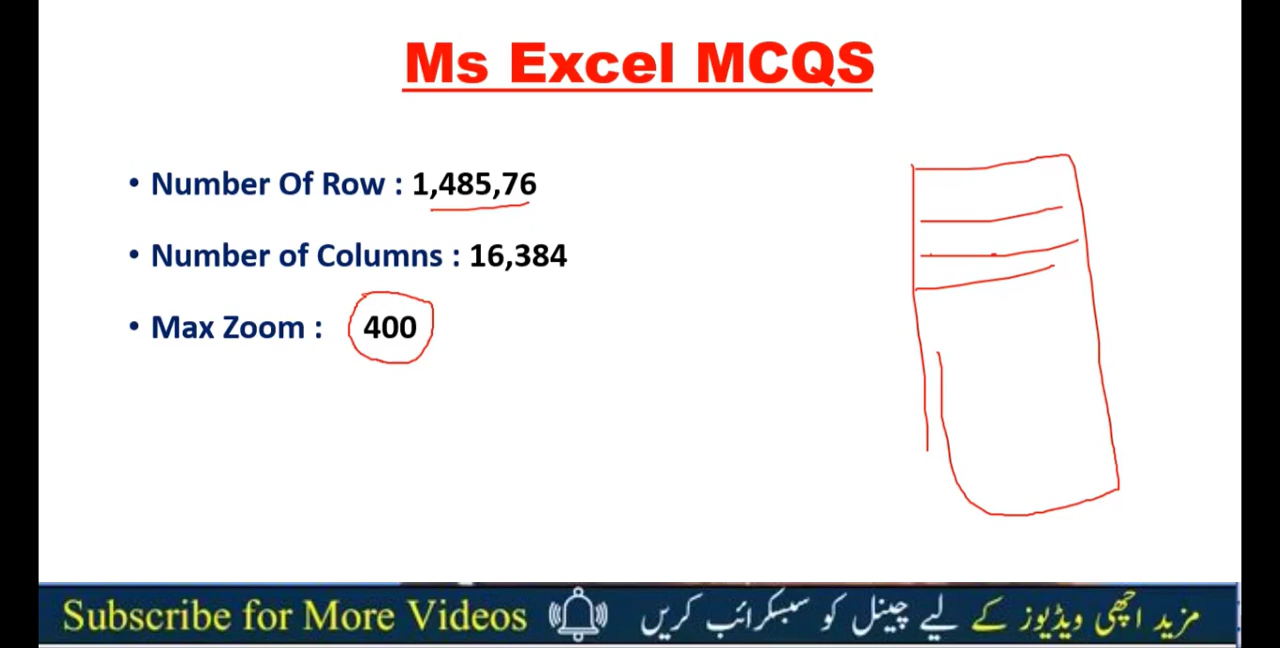 Ms Excel MCQS
• Number Of Row : 1,485,76
• Number of Columns : 16,384
• Max Zoom : 400
Subscribe for More Videos مزید اچھی ویڈیوز کے لیے چینل کو سبسکرائب کریں